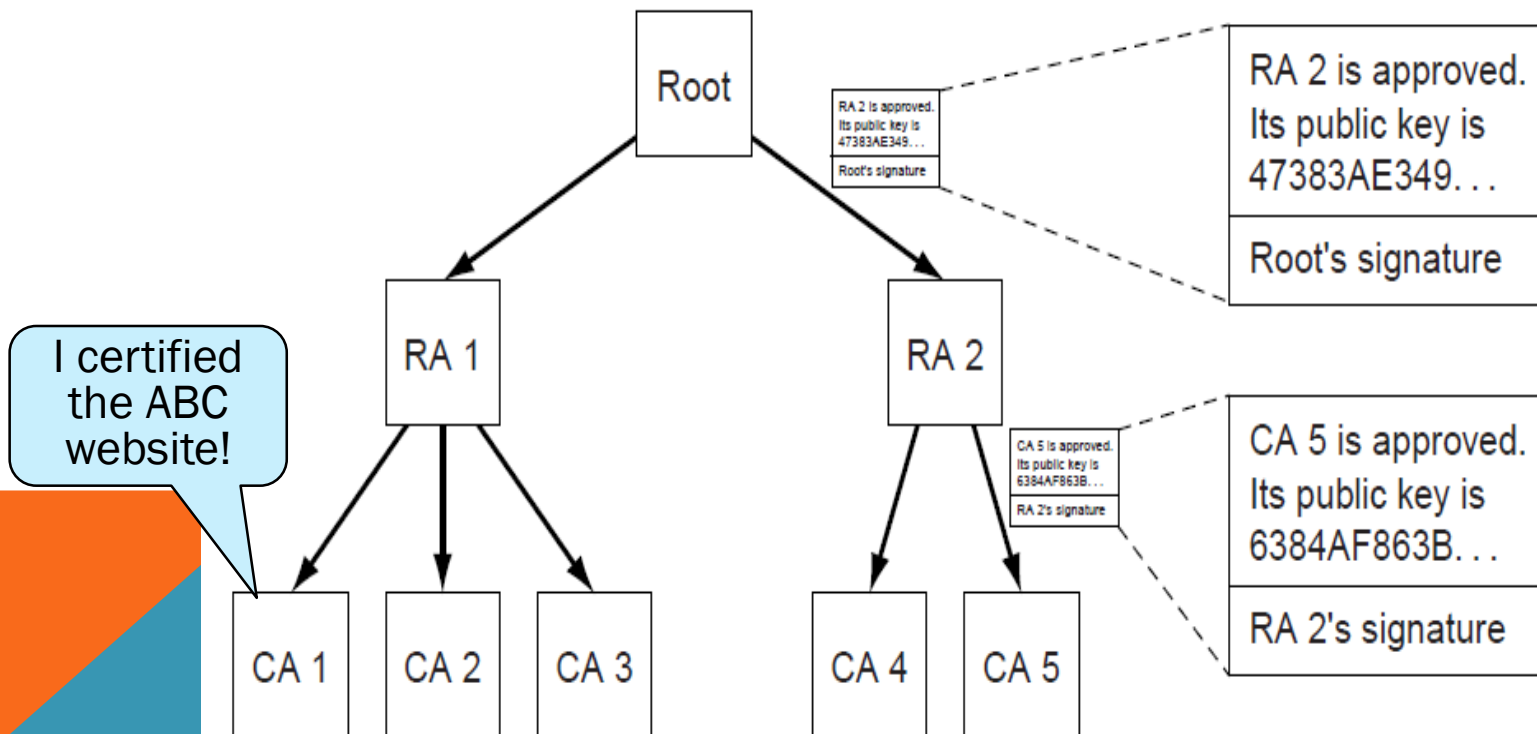 Root
RA 2 is approved.
Its public key is
47383AE349...
Root's signature
RA 2 is approved.
Its public key is
47383AE349. . .
Root's signature
I certified
the ABC
website!
RA 1
RA 2
CA 5 is approved.
Its public key is
6384AF863B...
RA 2's signature
CA 5 is approved.
Its public key is
6384AF863B. . .
RA 2's signature
CA 1
CA 2
CA 3
CA 4
CA 5